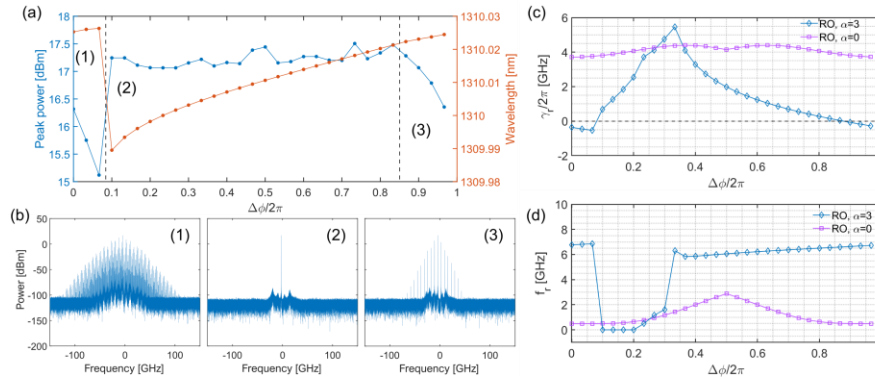 (a)
18
17.5
17
16.5
16
15.5
15
Peak power [dBm]
(1)
(2)
(3)
1310.03
1310.02
1310.01
1310
1309.99
1309.98
Wavelength [nm]
0 0.1 0.2 0.3 0.4 0.5 0.6 0.7 0.8 0.9 1
Δϕ/2π
(b)
50
0
-50
-100
-150
-200
Power [dBm]
(1)
(2)
(3)
-100 0 100
-100 0 100
-100 0 100
Frequency [GHz]
Frequency [GHz]
Frequency [GHz]
(c)
6
4
2
0
-2
γr/2π [GHz]
RO, α=3
RO, α=0
0 0.2 0.4 0.6 0.8
Δϕ/2π
(d)
10
8
6
4
2
0
fr [GHz]
RO, α=3
RO, α=0
0 0.2 0.4 0.6 0.8
Δϕ/2π